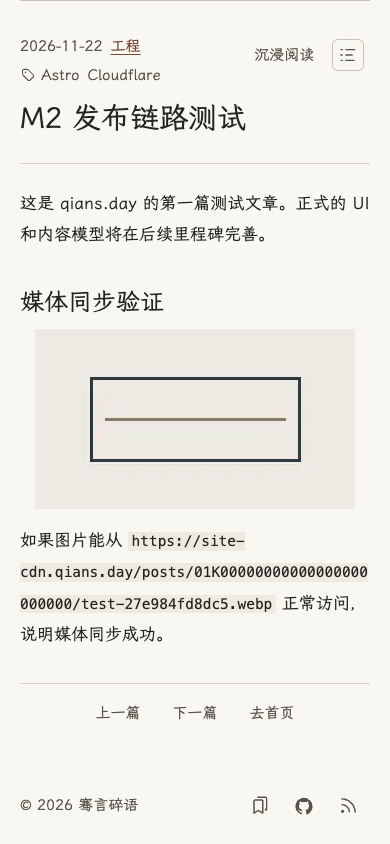 2026-11-22 工程
沉浸阅读
Astro Cloudflare
M2 发布链路测试
这是 qians.day 的第一篇测试文章。正式的 UI
和内容模型将在后续里程碑完善。
媒体同步验证
如果图片能从 https://site-
cdn.qians.day/posts/01K00000000000000000
000000/test-27e984fd8dc5.webp 正常访问，
说明媒体同步成功。
上一篇 下一篇 去首页
© 2026 骞言碎语